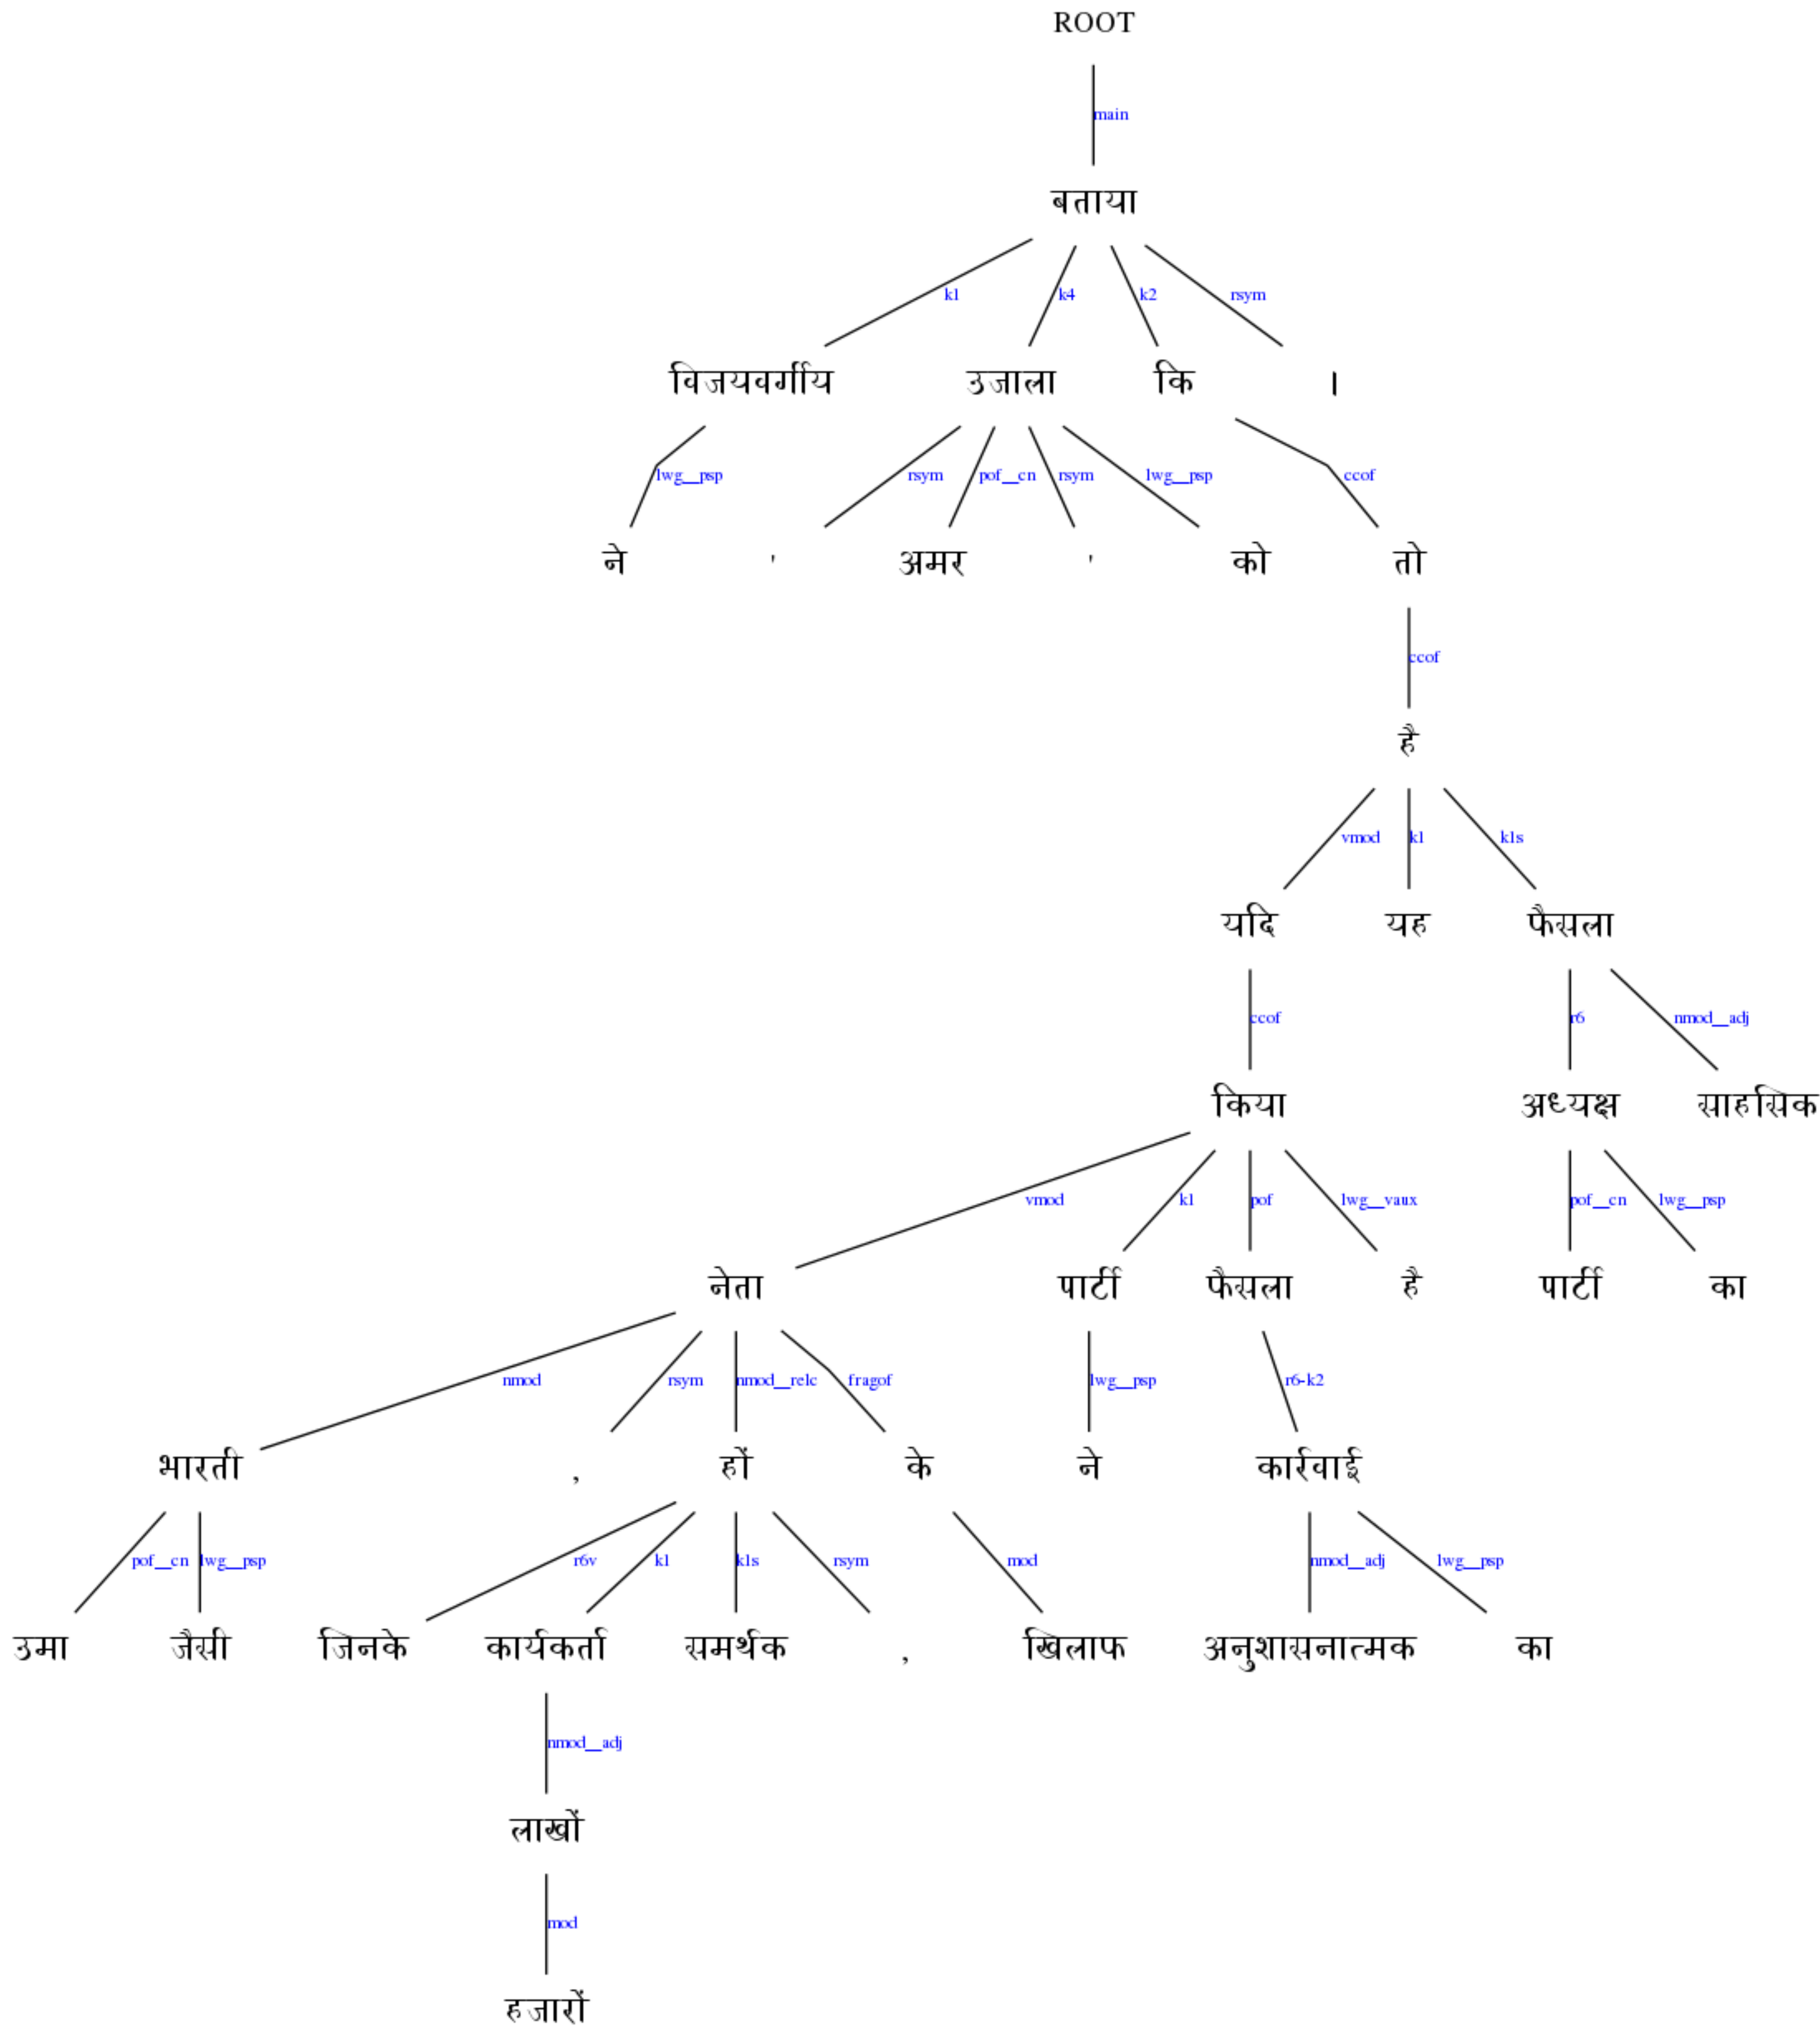 ROOT
main
बताया
k1 k4 k2 rsym
विजयवर्गीय उजाला कि ।
lwg__psp rsym pof__cn rsym lwg__psp ccof
ने ' अमर ' को तो
ccof
है
vmod k1 k1s
यदि यह फैसला
ccof r6 nmod__adj
किया अध्यक्ष साहसिक
vmod k1 pof lwg__vaux pof__cn lwg__psp
नेता पार्टी फैसला है पार्टी का
nmod rsym nmod__relc fragof lwg__psp r6-k2
भारती , हों के ने कार्रवाई
pof__cn lwg__psp r6v k1 k1s rsym mod nmod__adj lwg__psp
उमा जैसी जिनके कार्यकर्ता समर्थक , खिलाफ अनुशासनात्मक का
nmod__adj
लाखों
mod
हजारों